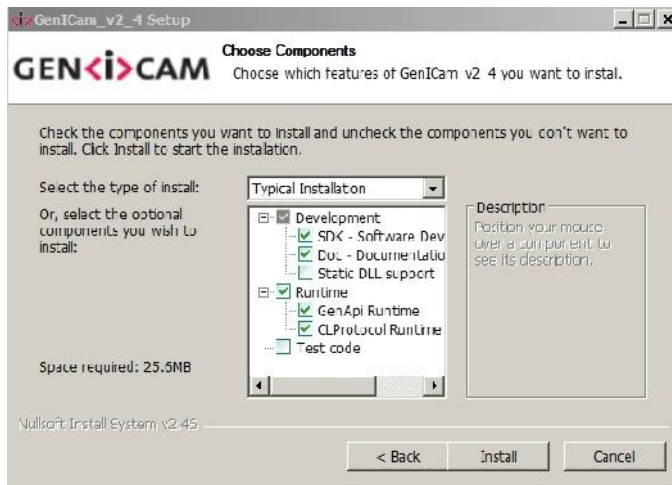 GenICam_v2_4 Setup
GEN<i>CAM
Choose Components
Choose which features of GenICam v2 4 you want to instal.
Check the components you want to install and uncheck the components you don't want to
install. Click Install to start the installation.
Select the type of install:
Typical Installation
Or, select the optional
components you wish to
install:
Development
SDK - Software Dev
Doc - Documentatio
Static DLL support
Runtime
GenApi Runtime
CLProtocol Runtime
Test code
Description
Position your mouse
over a component to
see its description.
Space required: 25.5MB
Nullsoft Install System v2.45
< Back
Install
Cancel